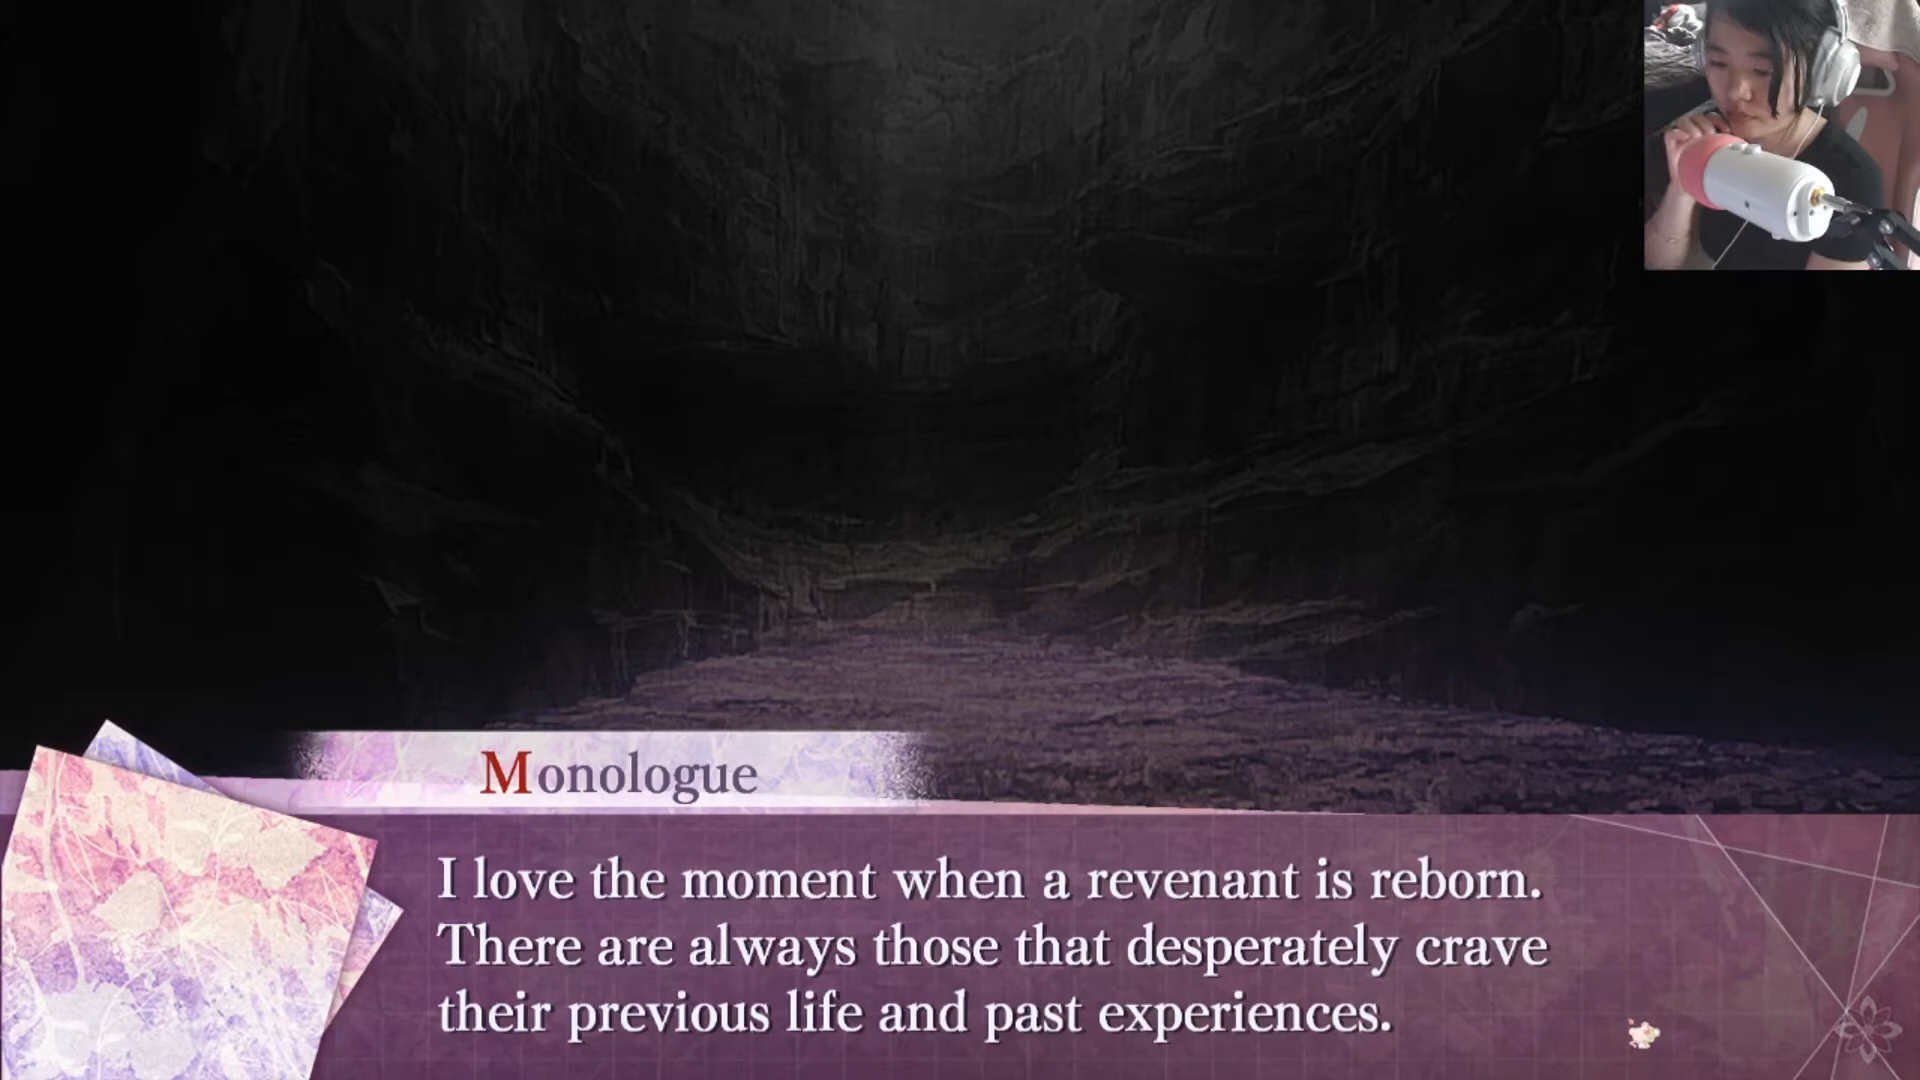 Monologue
I love the moment when a revenant is reborn.
There are always those that desperately crave
their previous life and past experiences.